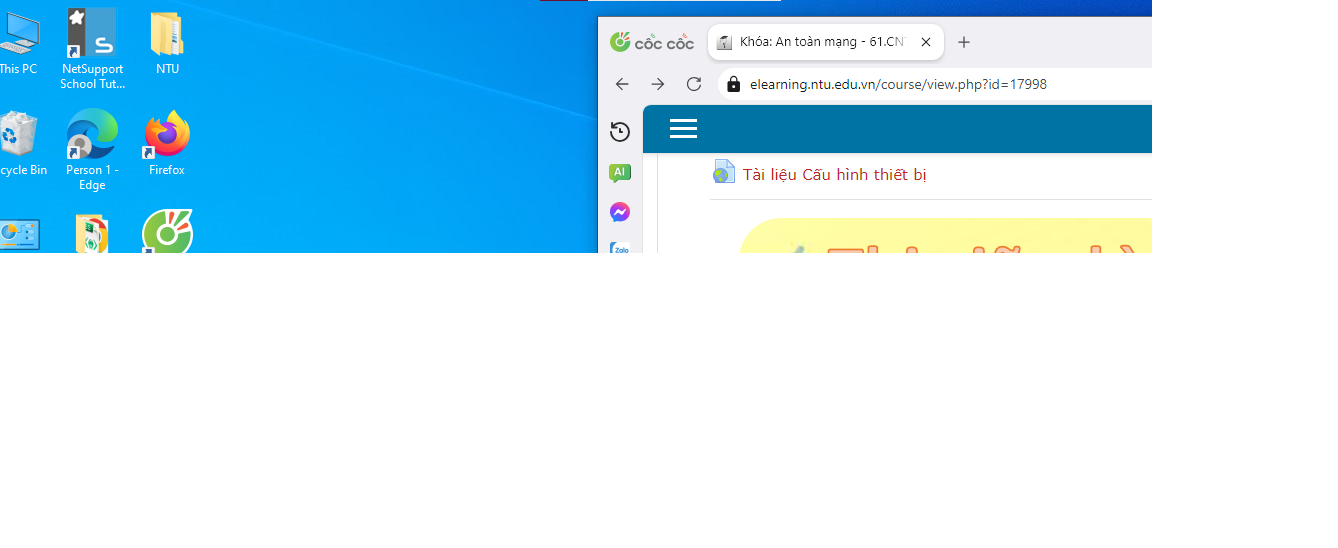 This PC
NetSupport
School Tut...
NTU
cycle Bin
Person 1 -
Edge
Firefox
cốc cốc
Khóa: An toàn mạng - 61.CN
elearning.ntu.edu.vn/course/view.php?id=17998
AI
Zalo
Tài liệu Cấu hình thiết bị